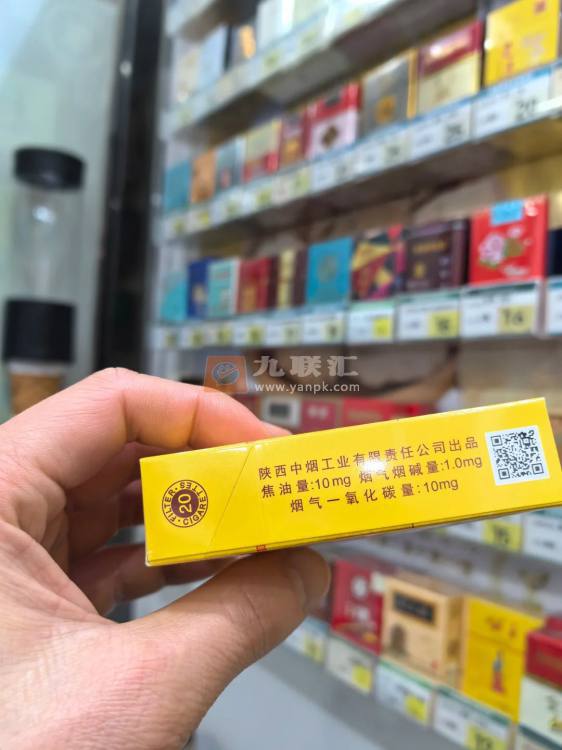 九联汇
www.yanpk.com
陕西中烟工业有限责任公司出品
焦油量:10mg 烟气烟碱量:1.0mg
烟气一氧化碳量:10mg
FILTER·CIGARETTES·
20